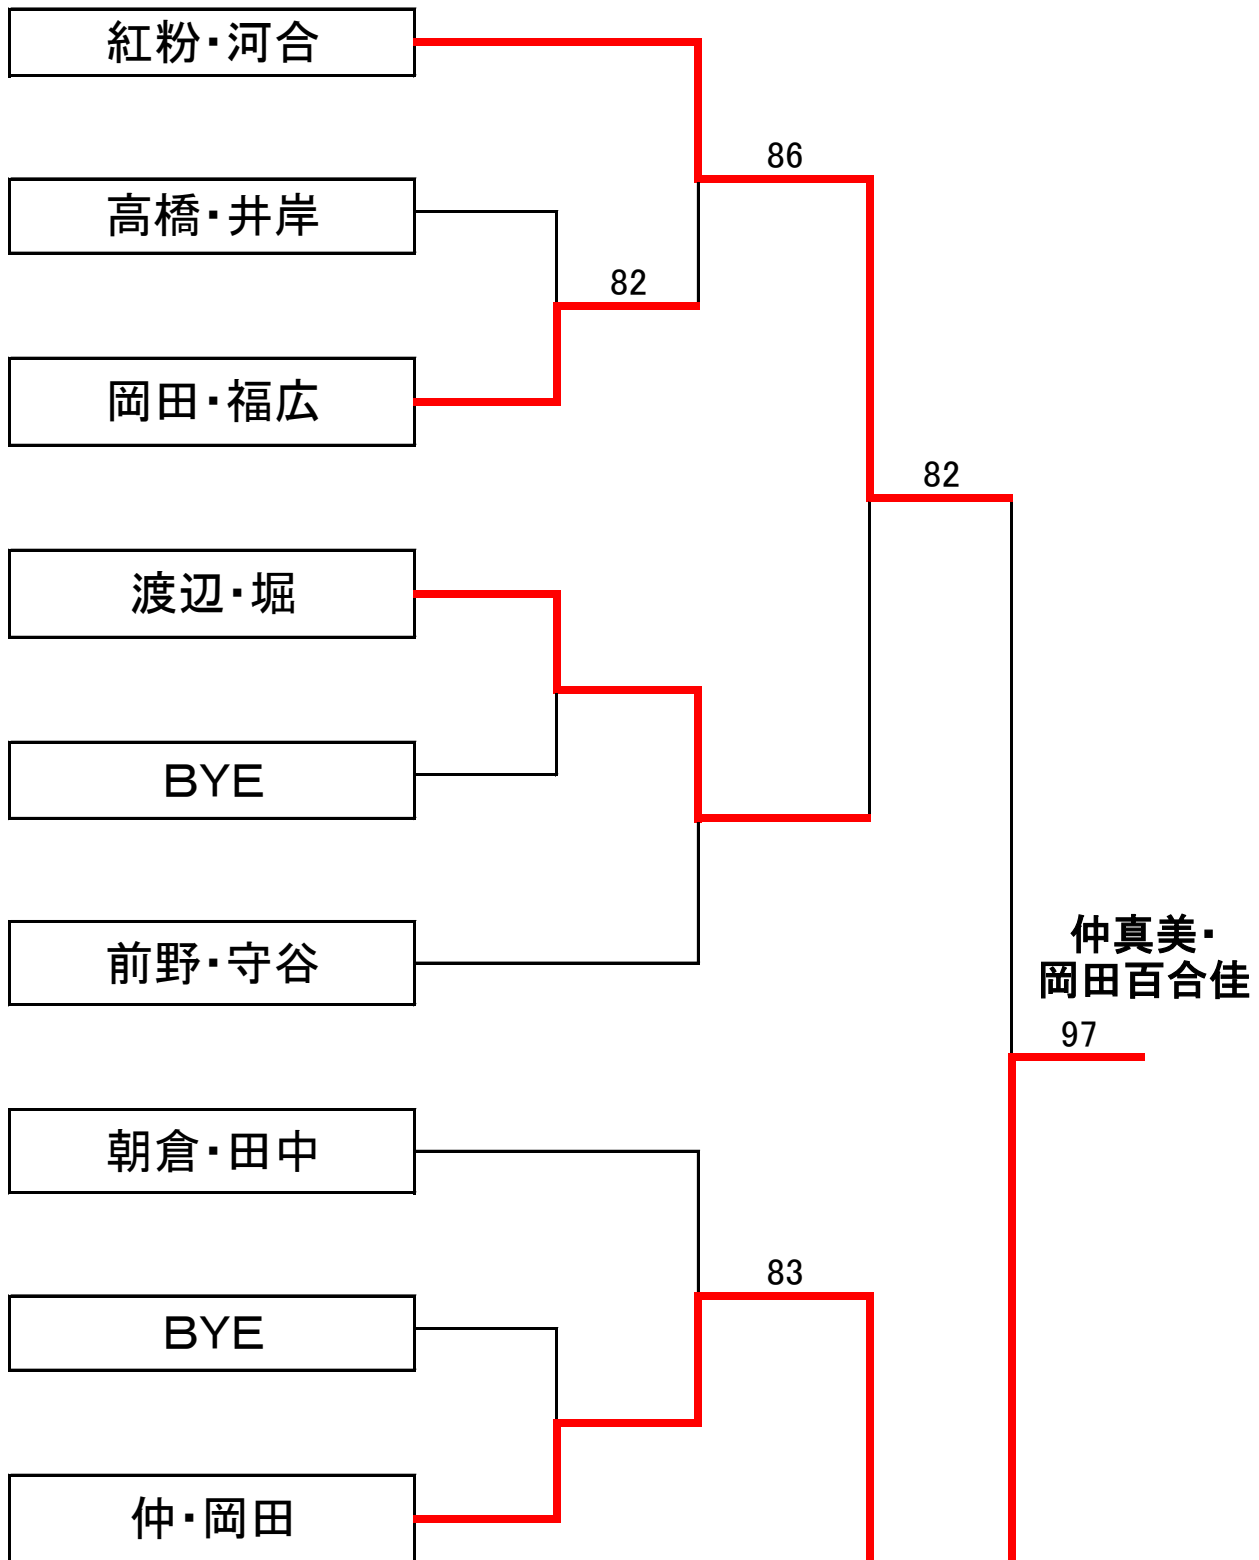 紅粉・河合
86
高橋・井岸
82
岡田・福広
82
渡辺・堀
BYE
仲真美・
岡田百合佳
前野・守谷
97
朝倉・田中
83
BYE
仲・岡田